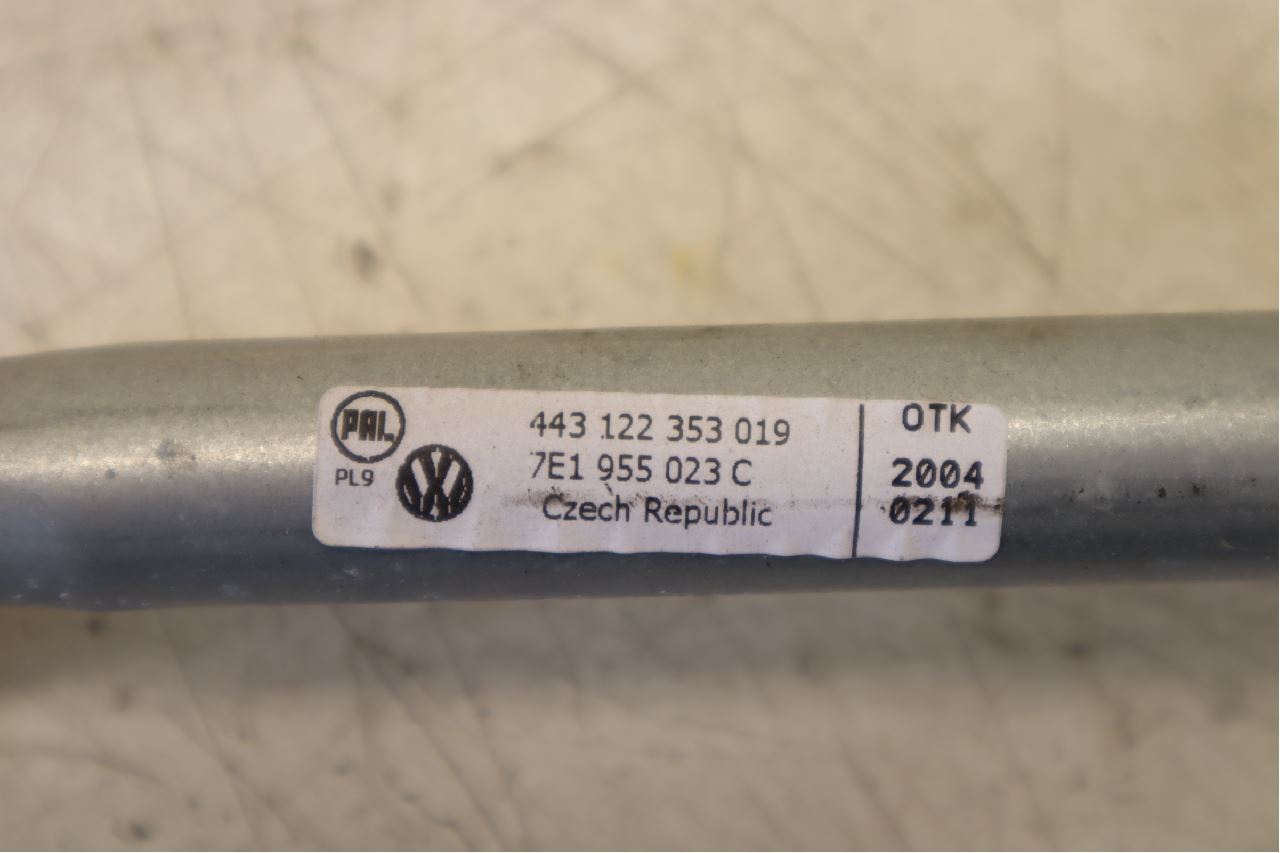 PAL
PL9
443 122 353 019
7E1 955 023 C
Czech Republic
OTK
2004
0211